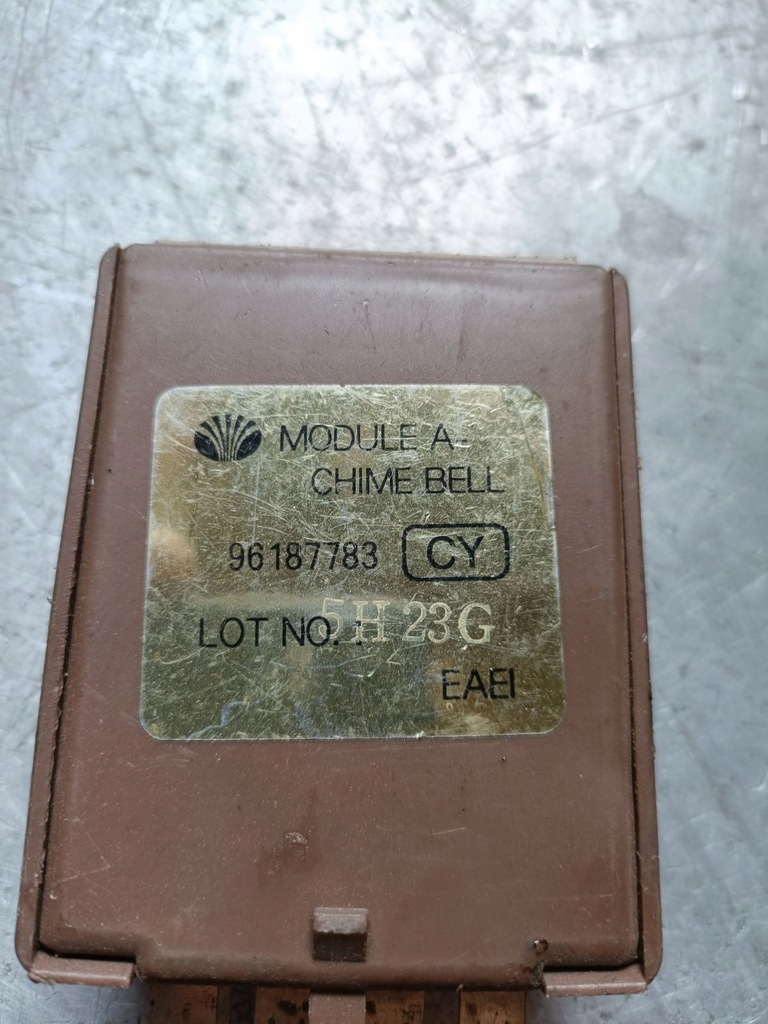 MODULE A-
CHIME BELL
96187783 CY
LOT NO. : 5H 23G
EAEI